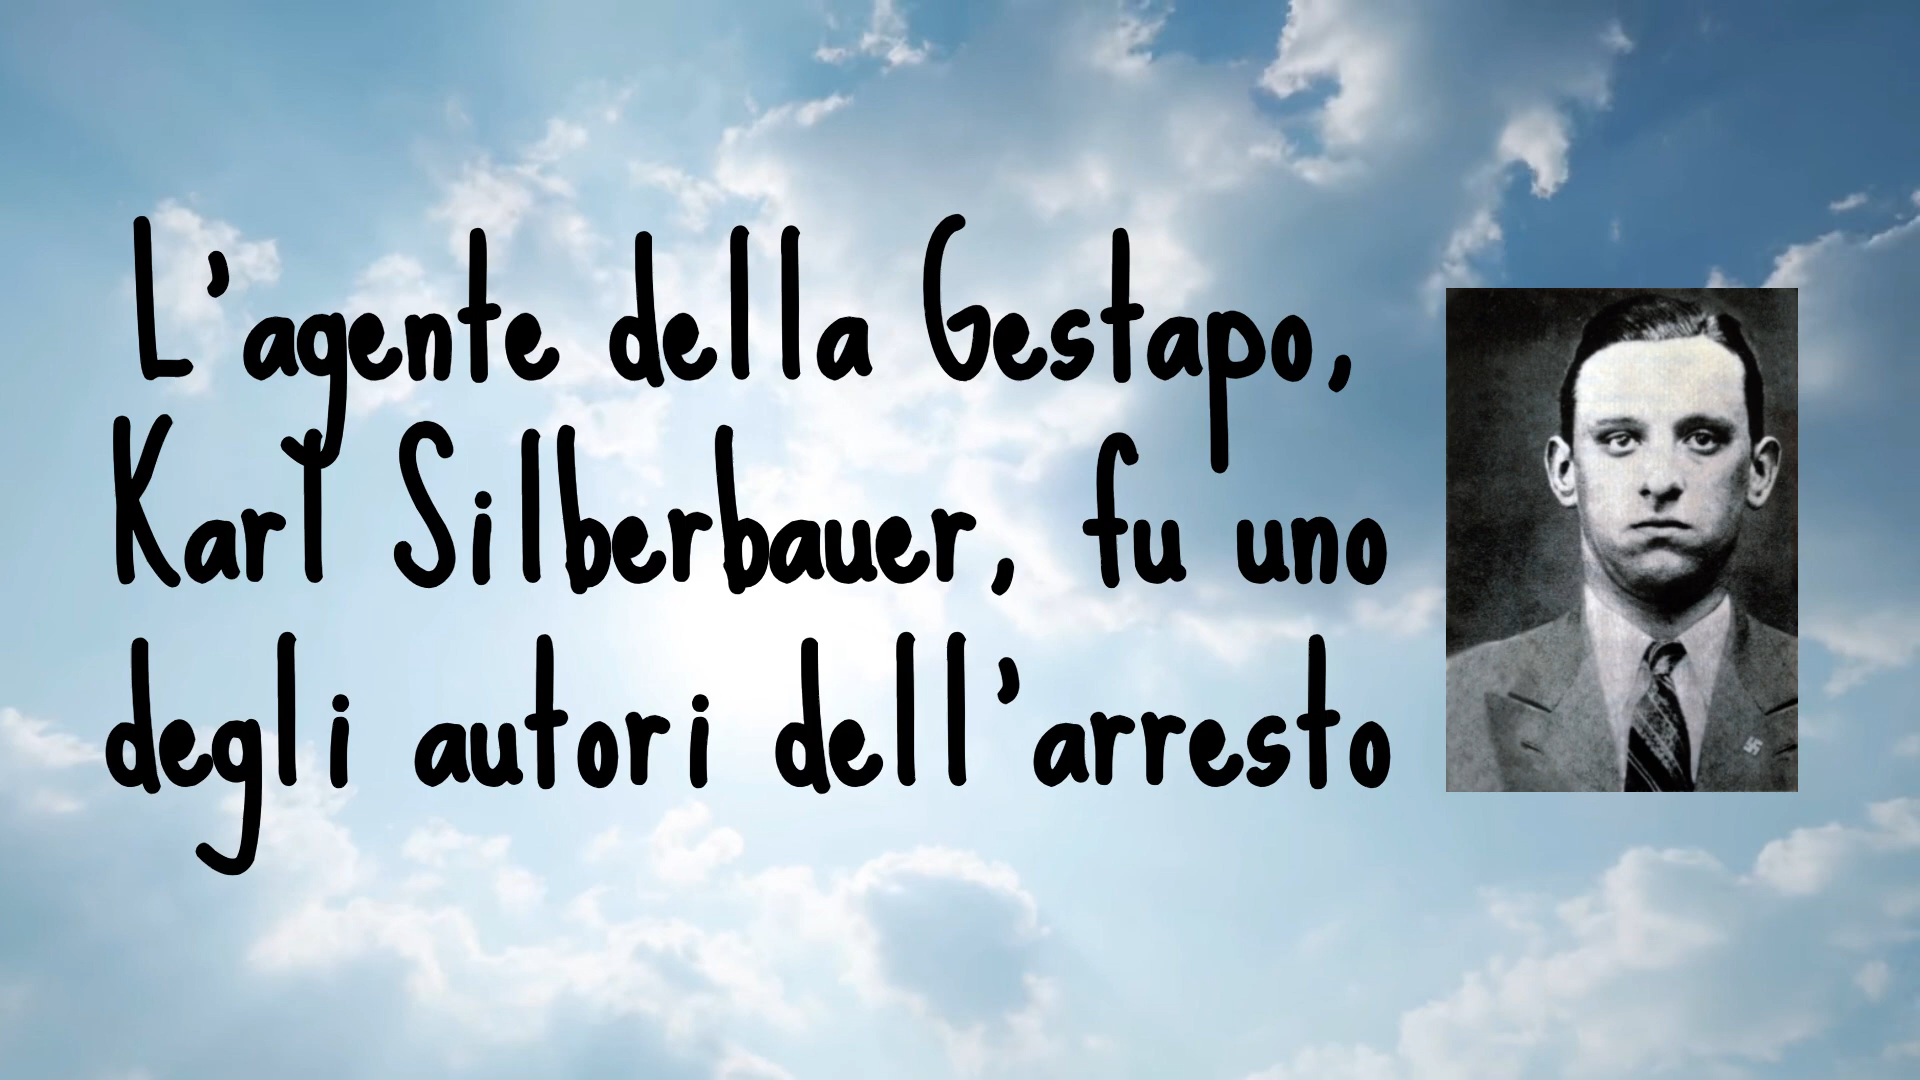 L'agente della Gestapo,
Karl Silberbauer, fu uno
degli autori dell'arresto